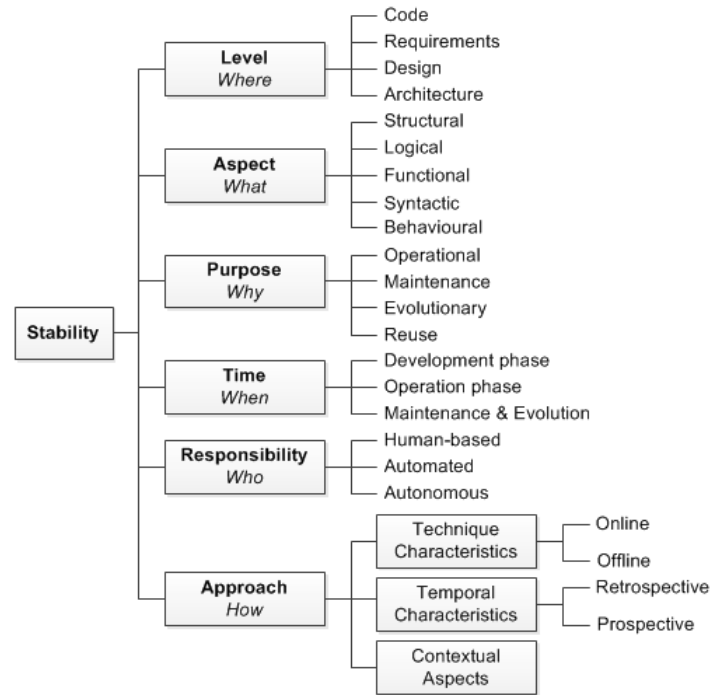 Stability
Level
Where
Code
Requirements
Design
Architecture
Aspect
What
Structural
Logical
Functional
Syntactic
Behavioural
Purpose
Why
Operational
Maintenance
Evolutionary
Reuse
Time
When
Development phase
Operation phase
Maintenance & Evolution
Responsibility
Who
Human-based
Automated
Autonomous
Approach
How
Technique
Characteristics
Online
Offline
Temporal
Characteristics
Retrospective
Prospective
Contextual
Aspects